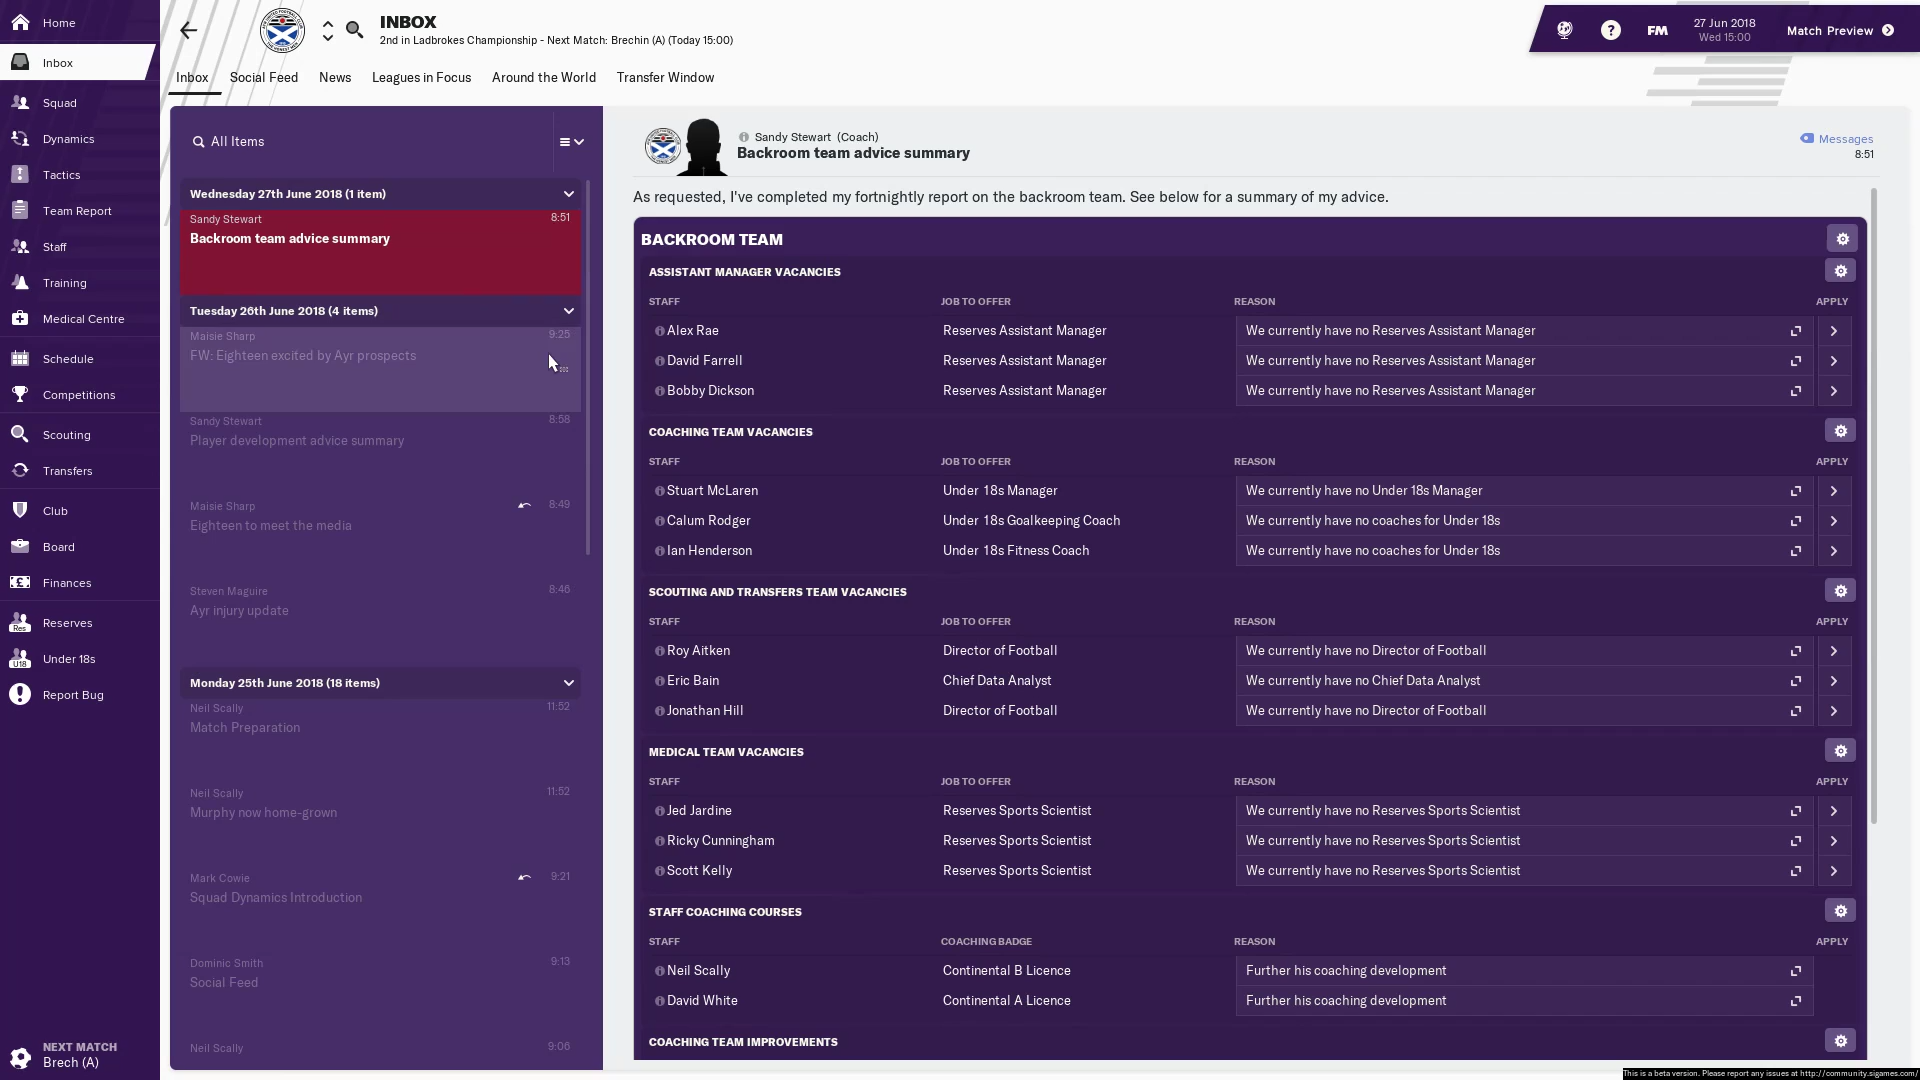 Home
Inbox
Squad
Dynamics
Tactics
Team Report
Staff
Training
Medical Centre
Schedule
Competitions
Scouting
Transfers
Club
Board
Finances
Res
Reserves
U18
Under 18s
Report Bug
NEXT MATCH
Brech (A)
INBOX
2nd in Ladbrokes Championship - Next Match: Brechin (A) (Today 15:00)
FM
27 Jun 2018
Wed 15:00
Match Preview
Inbox Social Feed News Leagues in Focus Around the World Transfer Window
All Items
Wednesday 27th June 2018 (1 item)
Sandy Stewart 8:51
Backroom team advice summary
Tuesday 26th June 2018 (4 items)
Maisie Sharp 9:25
FW: Eighteen excited by Ayr prospects
Sandy Stewart 8:58
Player development advice summary
Maisie Sharp 8:49
Eighteen to meet the media
Steven Maguire 8:46
Ayr injury update
Monday 25th June 2018 (18 items)
Neil Scally 11:52
Match Preparation
Neil Scally 11:52
Murphy now home-grown
Mark Cowie 9:21
Squad Dynamics Introduction
Dominic Smith 9:13
Social Feed
Neil Scally 9:06
Sandy Stewart (Coach)
Backroom team advice summary
Messages
8:51
As requested, I've completed my fortnightly report on the backroom team. See below for a summary of my advice.
BACKROOM TEAM
ASSISTANT MANAGER VACANCIES
STAFF JOB TO OFFER REASON APPLY
Alex Rae Reserves Assistant Manager We currently have no Reserves Assistant Manager
David Farrell Reserves Assistant Manager We currently have no Reserves Assistant Manager
Bobby Dickson Reserves Assistant Manager We currently have no Reserves Assistant Manager
COACHING TEAM VACANCIES
STAFF JOB TO OFFER REASON APPLY
Stuart McLaren Under 18s Manager We currently have no Under 18s Manager
Calum Rodger Under 18s Goalkeeping Coach We currently have no coaches for Under 18s
Ian Henderson Under 18s Fitness Coach We currently have no coaches for Under 18s
SCOUTING AND TRANSFERS TEAM VACANCIES
STAFF JOB TO OFFER REASON APPLY
Roy Aitken Director of Football We currently have no Director of Football
Eric Bain Chief Data Analyst We currently have no Chief Data Analyst
Jonathan Hill Director of Football We currently have no Director of Football
MEDICAL TEAM VACANCIES
STAFF JOB TO OFFER REASON APPLY
Jed Jardine Reserves Sports Scientist We currently have no Reserves Sports Scientist
Ricky Cunningham Reserves Sports Scientist We currently have no Reserves Sports Scientist
Scott Kelly Reserves Sports Scientist We currently have no Reserves Sports Scientist
STAFF COACHING COURSES
STAFF COACHING BADGE REASON APPLY
Neil Scally Continental B Licence Further his coaching development
David White Continental A Licence Further his coaching development
COACHING TEAM IMPROVEMENTS
This is a beta version. Please report any issues at http://community.sigames.com/